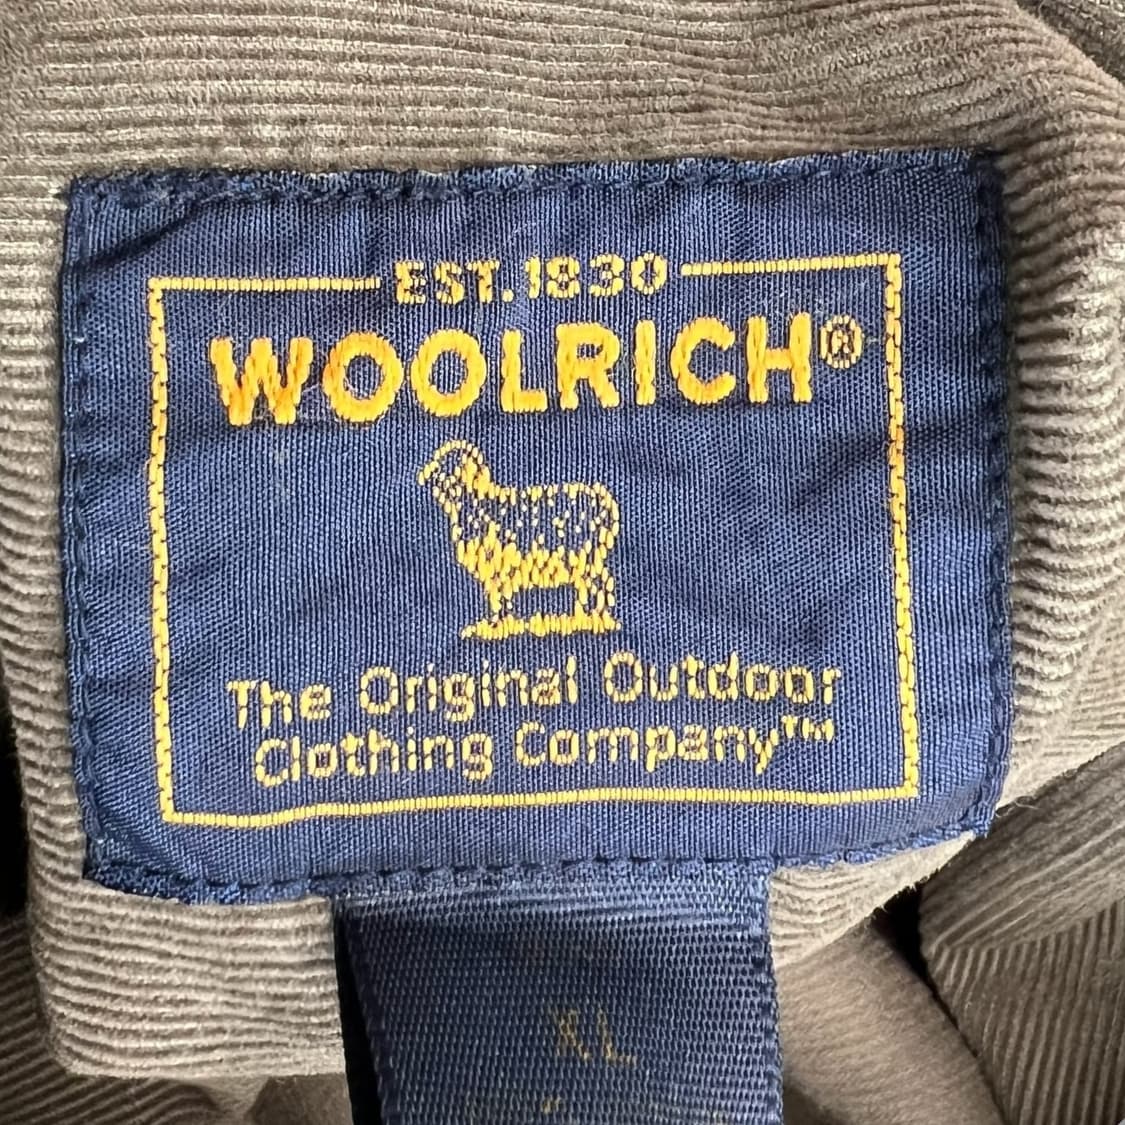 EST. 1830
WOOLRICH®
The Original Outdoor
Clothing Company™
XL